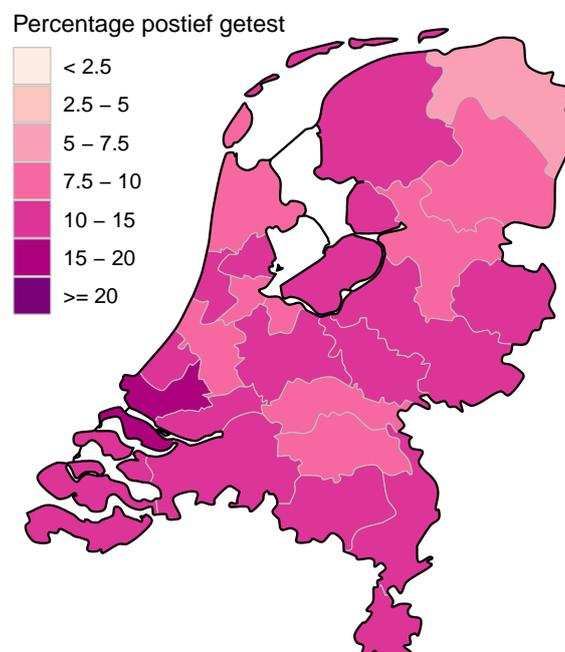 Percentage postief getest
< 2.5
2.5 – 5
5 – 7.5
7.5 – 10
10 – 15
15 – 20
>= 20